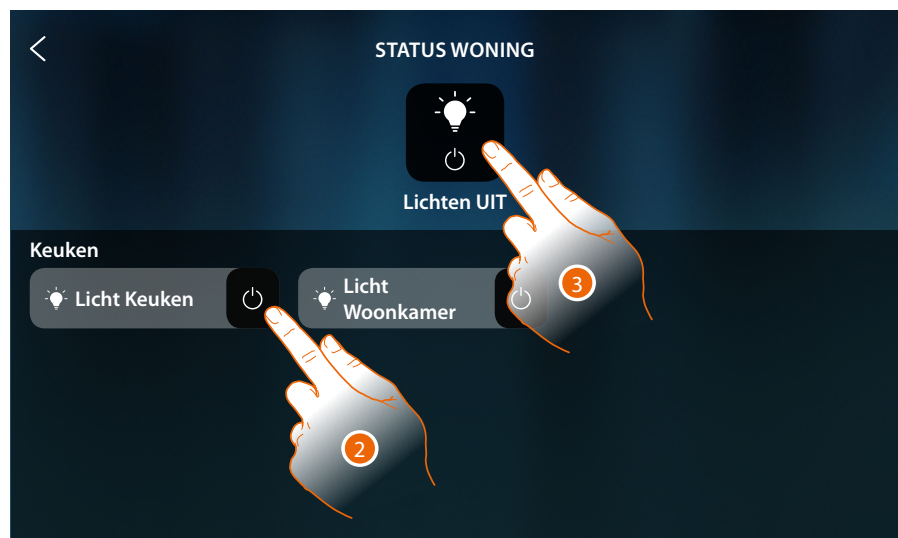 STATUS WONING
Lichten UIT
Keuken
Licht Keuken
Licht
Woonkamer
3
2